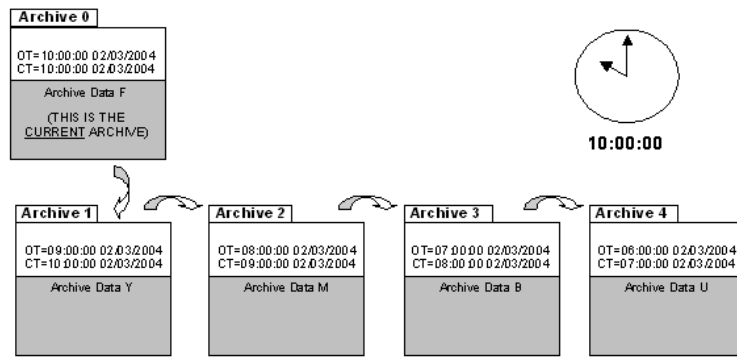 Archive 0
OT=10:00:00 02/03/2004
CT=10:00:00 02/03/2004
Archive Data F
(THIS IS THE
CURRENT ARCHIVE)
10:00:00
Archive 1
OT=09:00:00 02/03/2004
CT=10:00:00 02/03/2004
Archive Data Y
Archive 2
OT=08:00:00 02/03/2004
CT=09:00:00 02/03/2004
Archive Data M
Archive 3
OT=07:00:00 02/03/2004
CT=08:00:00 02/03/2004
Archive Data B
Archive 4
OT=06:00:00 02/03/2004
CT=07:00:00 02/03/2004
Archive Data U